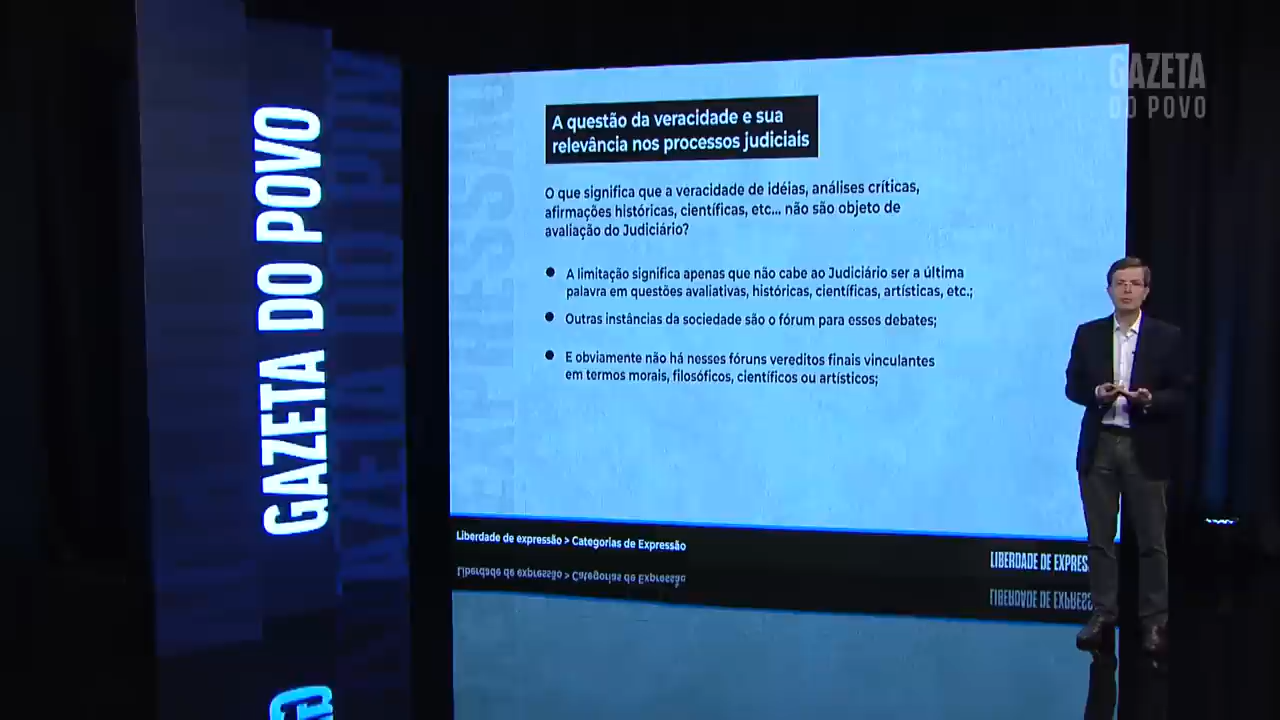 GAZETA DO POVO
GAZETA
DO POVO
A questão da veracidade e sua
relevância nos processos judiciais
O que significa que a veracidade de idéias, análises críticas,
afirmações históricas, científicas, etc... não são objeto de
avaliação do Judiciário?
A limitação significa apenas que não cabe ao Judiciário ser a última
palavra em questões avaliativas, históricas, científicas, artísticas, etc.;
Outras instâncias da sociedade são o fórum para esses debates;
E obviamente não há nesses fóruns vereditos finais vinculantes
em termos morais, filosóficos, científicos ou artísticos;
Liberdade de expressão > Categorias de Expressão
LIBERDADE DE EXPRES